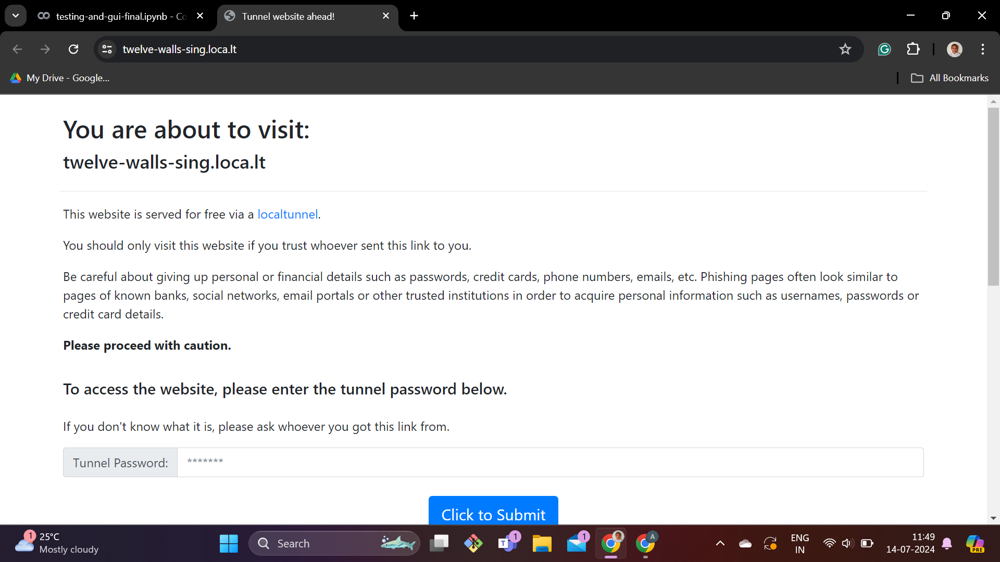 testing-and-gui-final.ipynb - Co
Tunnel website ahead!
twelve-walls-sing.loca.lt
My Drive - Google...
All Bookmarks
You are about to visit:
twelve-walls-sing.loca.lt
This website is served for free via a localtunnel.
You should only visit this website if you trust whoever sent this link to you.
Be careful about giving up personal or financial details such as passwords, credit cards, phone numbers, emails, etc. Phishing pages often look similar to
pages of known banks, social networks, email portals or other trusted institutions in order to acquire personal information such as usernames, passwords or
credit card details.
Please proceed with caution.
To access the website, please enter the tunnel password below.
If you don't know what it is, please ask whoever you got this link from.
Tunnel Password: *******
Click to Submit
1
25°C
Mostly cloudy
Search
T 1
1
A
ENG
IN
11:49
14-07-2024
PRE